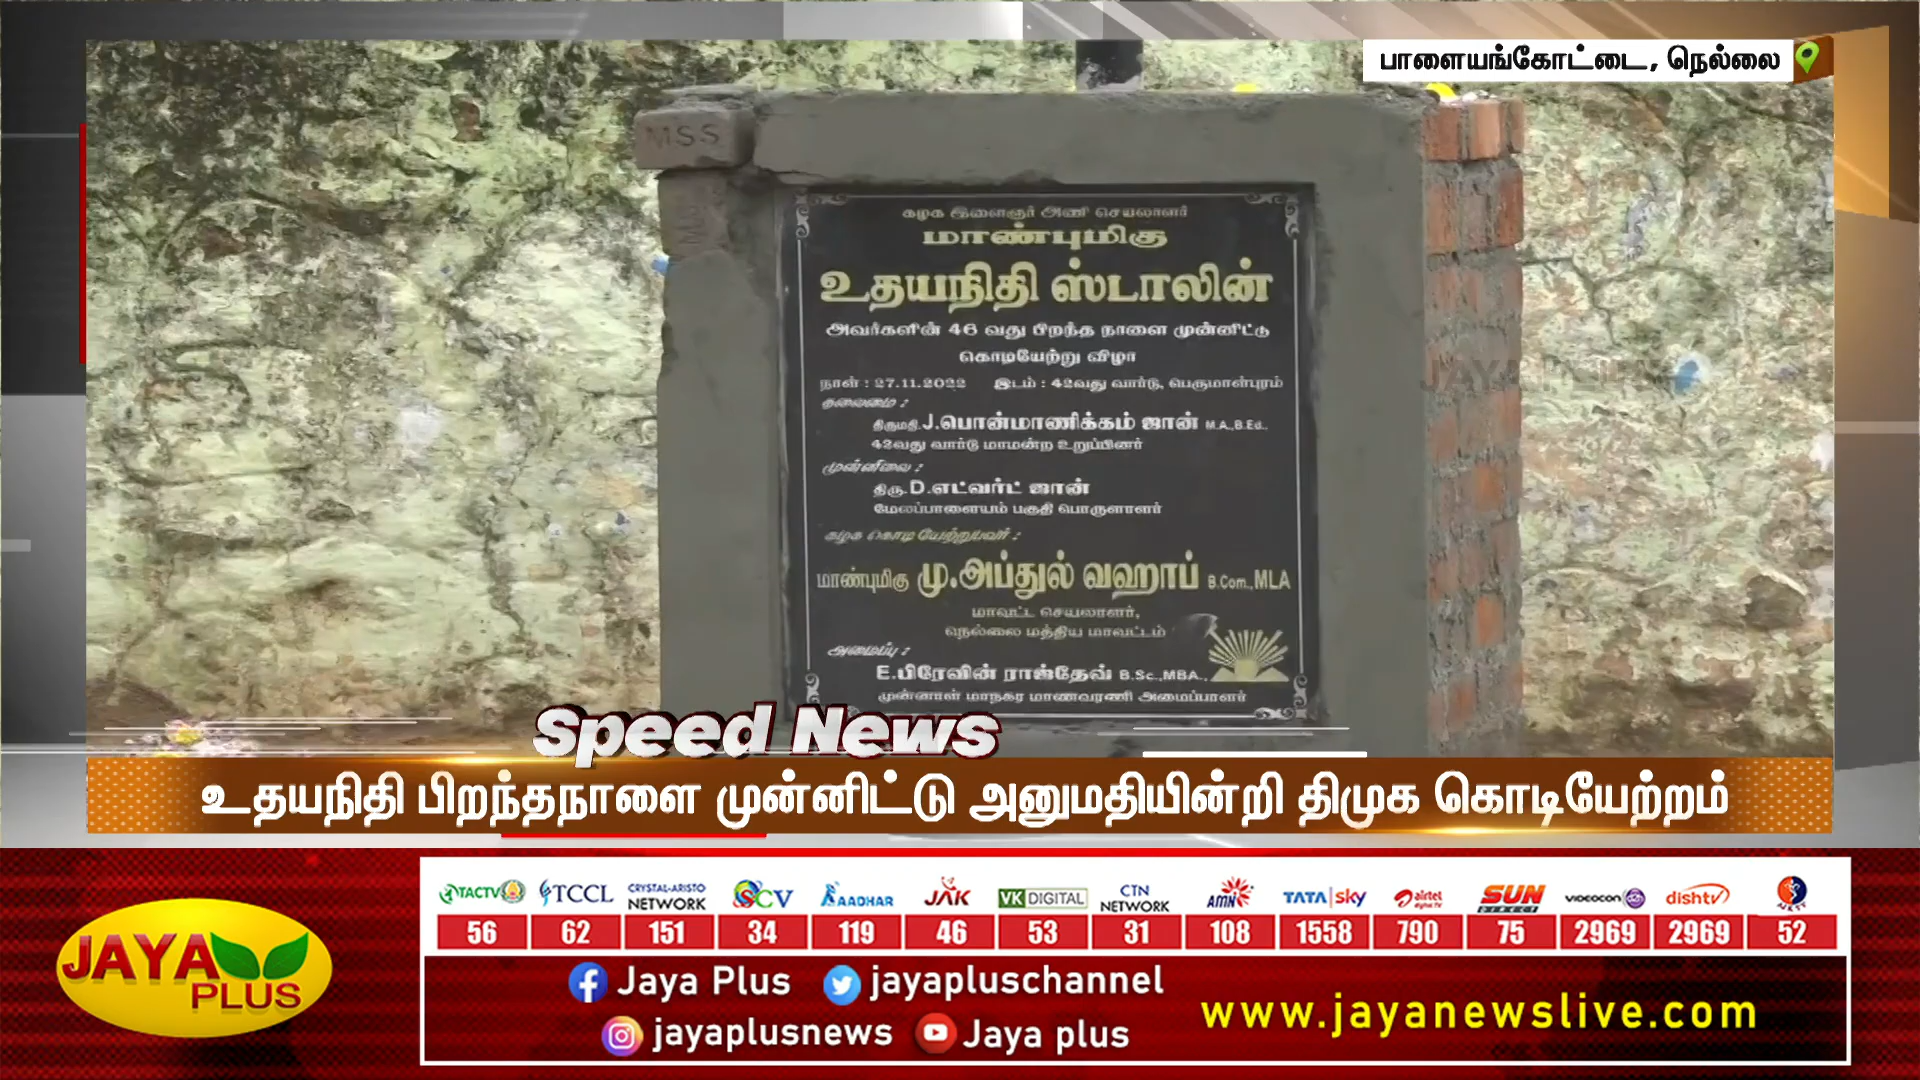 பாளையங்கோட்டை, நெல்லை
M.S.S
கழக இளைஞர் அணி செயலாளர்
மாண்புமிகு
உதயநிதி ஸ்டாலின்
அவர்களின் 46 வது பிறந்த நாளை முன்னிட்டு
கொடியேற்று விழா
நாள் : 27.11.2022 இடம் : 42வது வார்டு, பெருமாள்புரம்
தலைமை :
திருமதி.J.பொன்மாணிக்கம் ஜான் M.A.,B.Ed.,
42வது வார்டு மாமன்ற உறுப்பினர்
முன்னிலை :
திரு.D.எட்வர்ட் ஜான்
மேலப்பாளையம் பகுதி பொருளாளர்
கழக கொடி யேற்றுபவர் :
மாண்புமிகு மு.அப்துல் வஹாப் B.Com.,MLA
மாவட்ட செயலாளர்,
நெல்லை மத்திய மாவட்டம்
அமைப்பு :
E.பிரேவின் ராஜ்தேவ் B.Sc.,MBA.,
முன்னாள் மாநகர மாணவரணி அமைப்பாளர்
JAYA PLUS
Speed News
உதயநிதி பிறந்தநாளை முன்னிட்டு அனுமதியின்றி திமுக கொடியேற்றம்
TACTV TCCL CRYSTAL-ARISTO NETWORK SCV AADHAR JAK VK DIGITAL CTN NETWORK AMN TATA sky airtel digital TV SUN DIRECT VIDEOCON dishtv
56 62 151 34 119 46 53 31 108 1558 790 75 2969 2969 52
JAYA PLUS
Jaya Plus jayapluschannel
jayaplusnews Jaya plus
www.jayanewslive.com